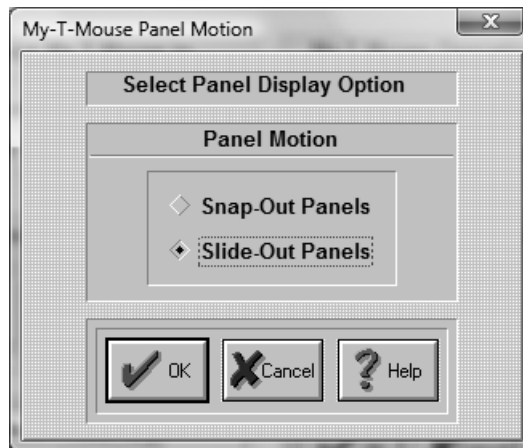 My-T-Mouse Panel Motion
Select Panel Display Option
Panel Motion
Snap-Out Panels
Slide-Out Panels
OK
Cancel
Help